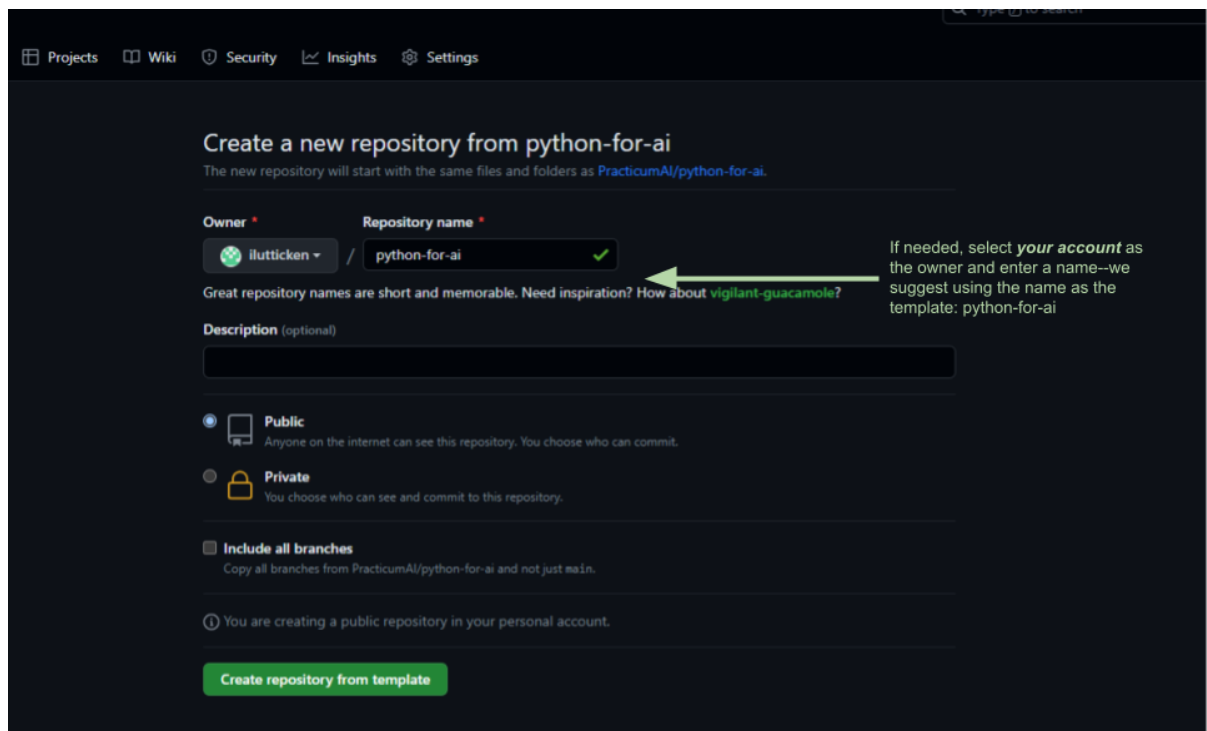 Type / to search
Projects Wiki Security Insights Settings
Create a new repository from python-for-ai
The new repository will start with the same files and folders as PracticumAI/python-for-ai.
Owner * Repository name *
ilutticken / python-for-ai
If needed, select your account as
the owner and enter a name--we
suggest using the name as the
template: python-for-ai
Great repository names are short and memorable. Need inspiration? How about vigilant-guacamole?
Description (optional)
Public
Anyone on the internet can see this repository. You choose who can commit.
Private
You choose who can see and commit to this repository.
Include all branches
Copy all branches from PracticumAI/python-for-ai and not just main.
You are creating a public repository in your personal account.
Create repository from template